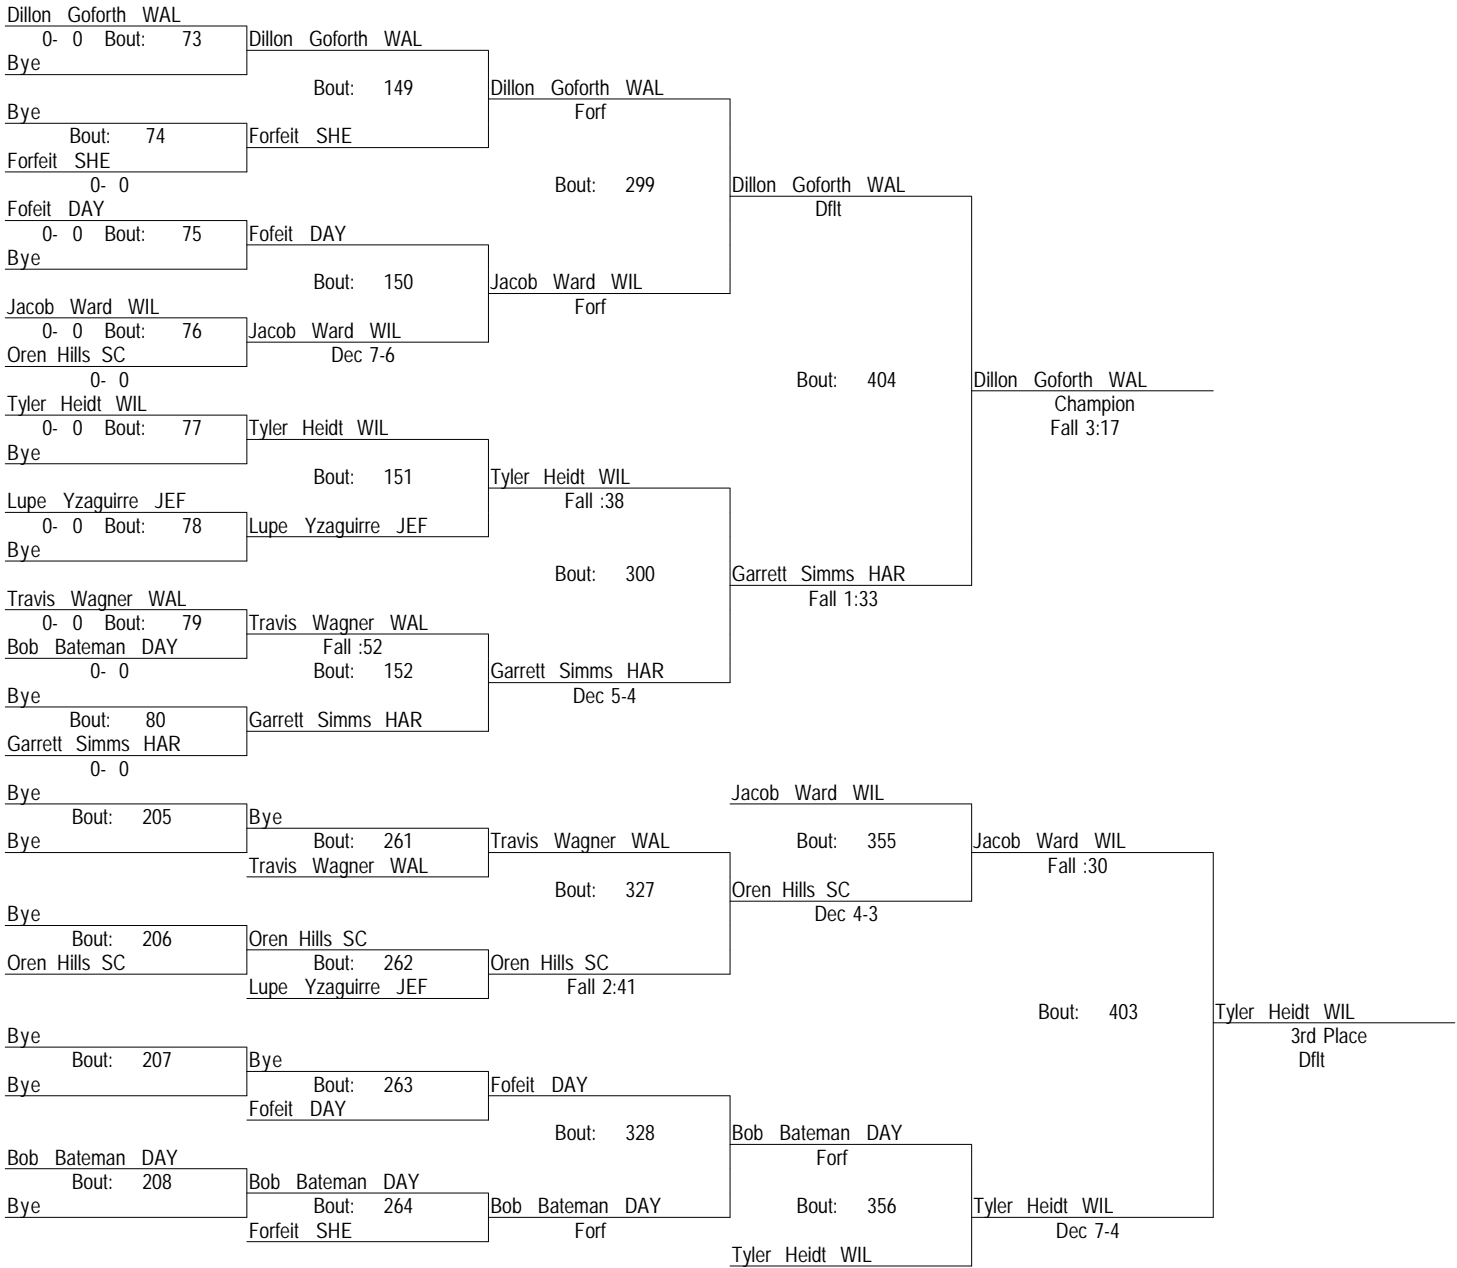 Dillon Goforth WAL
0- 0 Bout: 73 Dillon Goforth WAL
Bye
Bout: 149 Dillon Goforth WAL
Bye Forf
Bout: 74 Forfeit SHE
Forfeit SHE
0- 0 Bout: 299 Dillon Goforth WAL
Fofeit DAY Dflt
0- 0 Bout: 75 Fofeit DAY
Bye
Bout: 150 Jacob Ward WIL
Jacob Ward WIL Forf
0- 0 Bout: 76 Jacob Ward WIL
Oren Hills SC Dec 7-6
0- 0 Bout: 404 Dillon Goforth WAL
Tyler Heidt WIL Champion
0- 0 Bout: 77 Tyler Heidt WIL Fall 3:17
Bye
Bout: 151 Tyler Heidt WIL
Lupe Yzaguirre JEF Fall :38
0- 0 Bout: 78 Lupe Yzaguirre JEF
Bye
Bout: 300 Garrett Simms HAR
Travis Wagner WAL Fall 1:33
0- 0 Bout: 79 Travis Wagner WAL
Bob Bateman DAY Fall :52
0- 0 Bout: 152 Garrett Simms HAR
Bye Dec 5-4
Bout: 80 Garrett Simms HAR
Garrett Simms HAR
0- 0
Bye Jacob Ward WIL
Bout: 205 Bye
Bye Bout: 261 Travis Wagner WAL Bout: 355 Jacob Ward WIL
Travis Wagner WAL Fall :30
Bout: 327 Oren Hills SC
Bye Dec 4-3
Bout: 206 Oren Hills SC
Oren Hills SC Bout: 262 Oren Hills SC
Lupe Yzaguirre JEF Fall 2:41
Bout: 403 Tyler Heidt WIL
Bye 3rd Place
Bout: 207 Bye Dflt
Bye Bout: 263 Fofeit DAY
Fofeit DAY
Bout: 328 Bob Bateman DAY
Bob Bateman DAY Forf
Bout: 208 Bob Bateman DAY
Bye Bout: 264 Bob Bateman DAY Bout: 356 Tyler Heidt WIL
Forfeit SHE Forf Dec 7-4
Tyler Heidt WIL